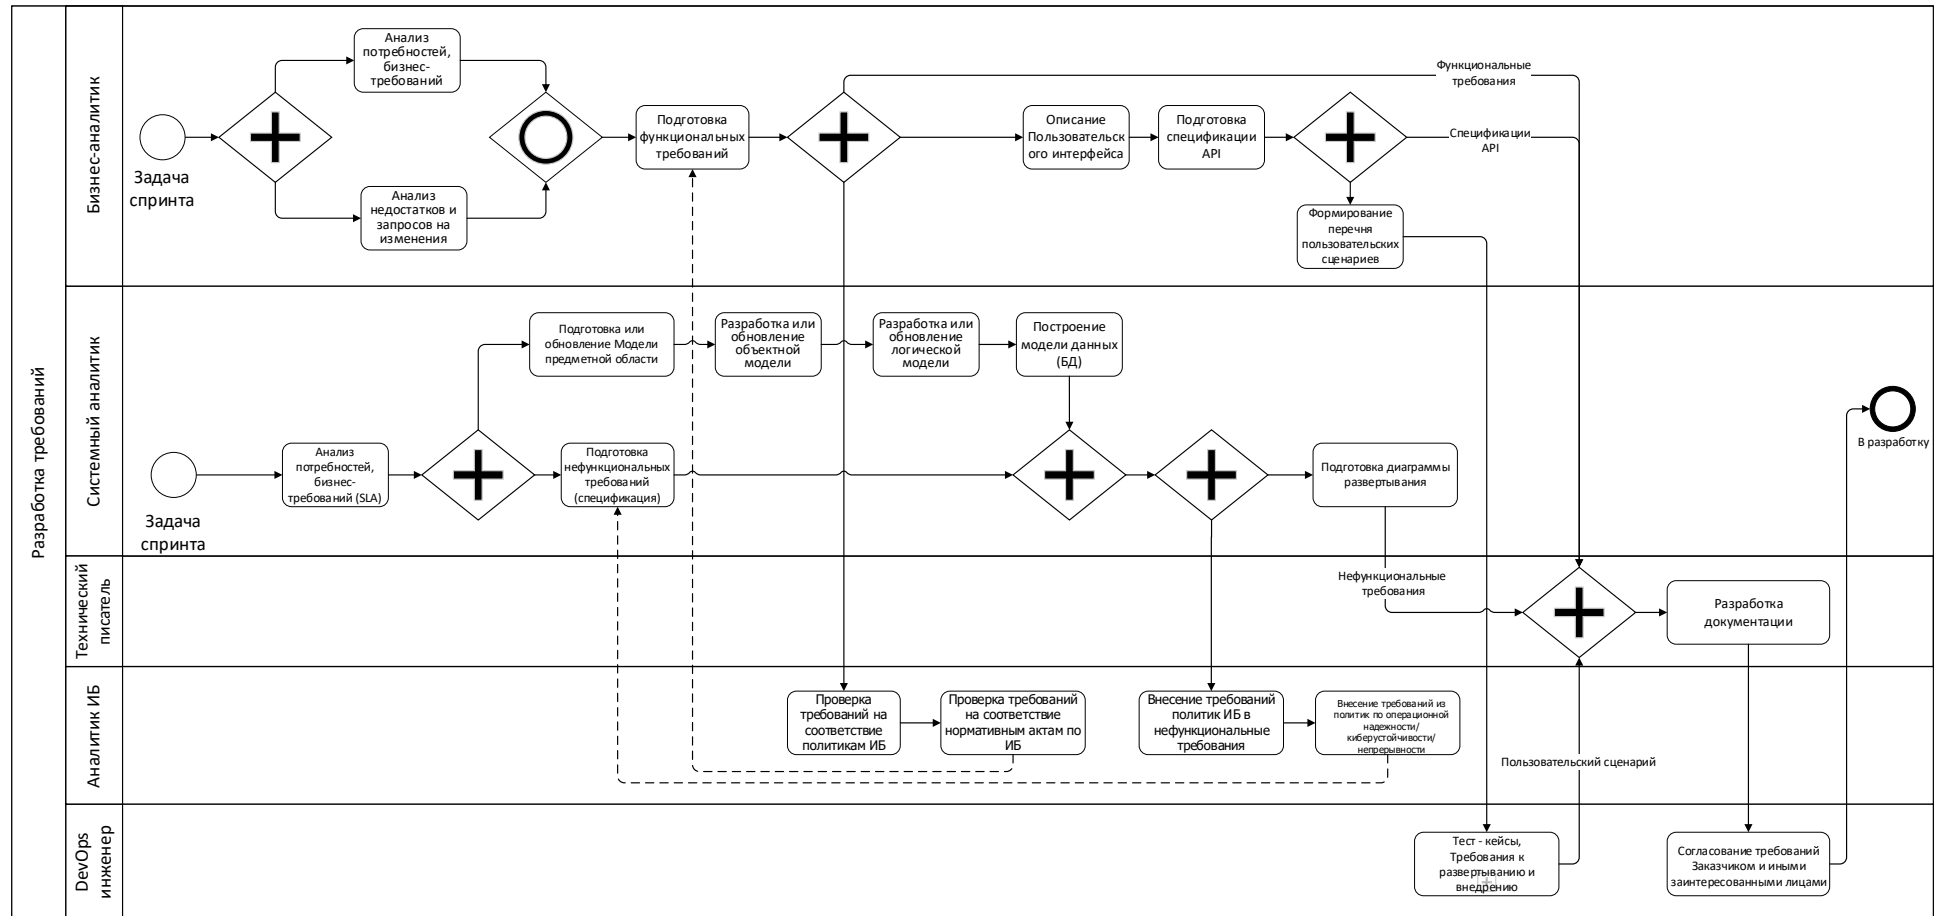 Разработка требований
Бизнес-аналитик
Задача
спринта
Анализ
потребностей,
бизнес-
требований
Анализ
недостатков и
запросов на
изменения
Подготовка
функциональных
требований
Описание
Пользовательск
ого интерфейса
Подготовка
спецификации
API
Функциональные
требования
Спецификации
API
Формирование
перечня
пользовательских
сценариев
Системный аналитик
Задача
спринта
Анализ
потребностей,
бизнес-
требований (SLA)
Подготовка или
обновление Модели
предметной области
Разработка или
обновление
объектной
модели
Разработка или
обновление
логической
модели
Построение
модели данных
(БД)
Подготовка
нефункциональных
требований
(спецификация)
Подготовка диаграммы
развертывания
В разработку
Технический
писатель
Нефункциональные
требования
Разработка
документации
Аналитик ИБ
Проверка
требований на
соответствие
политикам ИБ
Проверка требований
на соответствие
нормативным актам по
ИБ
Внесение требований
политик ИБ в
нефункциональные
требования
Внесение требований из
политик по операционной
надежности/
киберустойчивости/
непрерывности
Пользовательский сценарий
DevOps
инженер
Тест - кейсы,
Требования к
развертыванию и
внедрению
Согласование требований
Заказчиком и иными
заинтересованными лицами